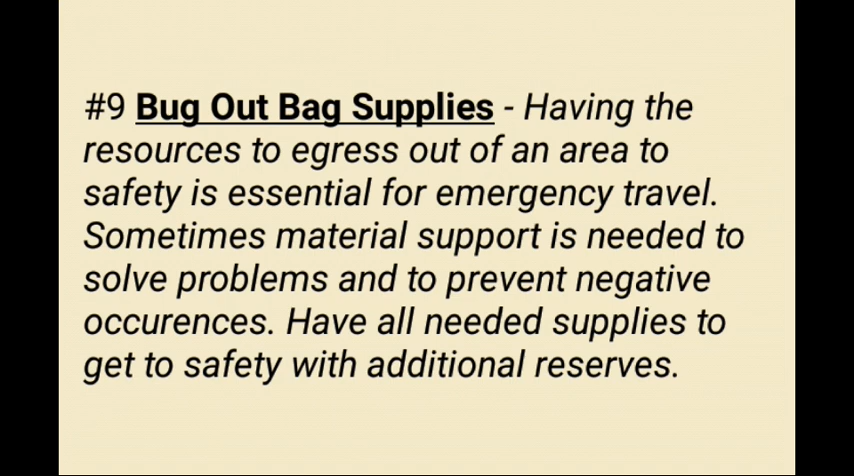 #9 Bug Out Bag Supplies - Having the
resources to egress out of an area to
safety is essential for emergency travel.
Sometimes material support is needed to
solve problems and to prevent negative
occurences. Have all needed supplies to
get to safety with additional reserves.